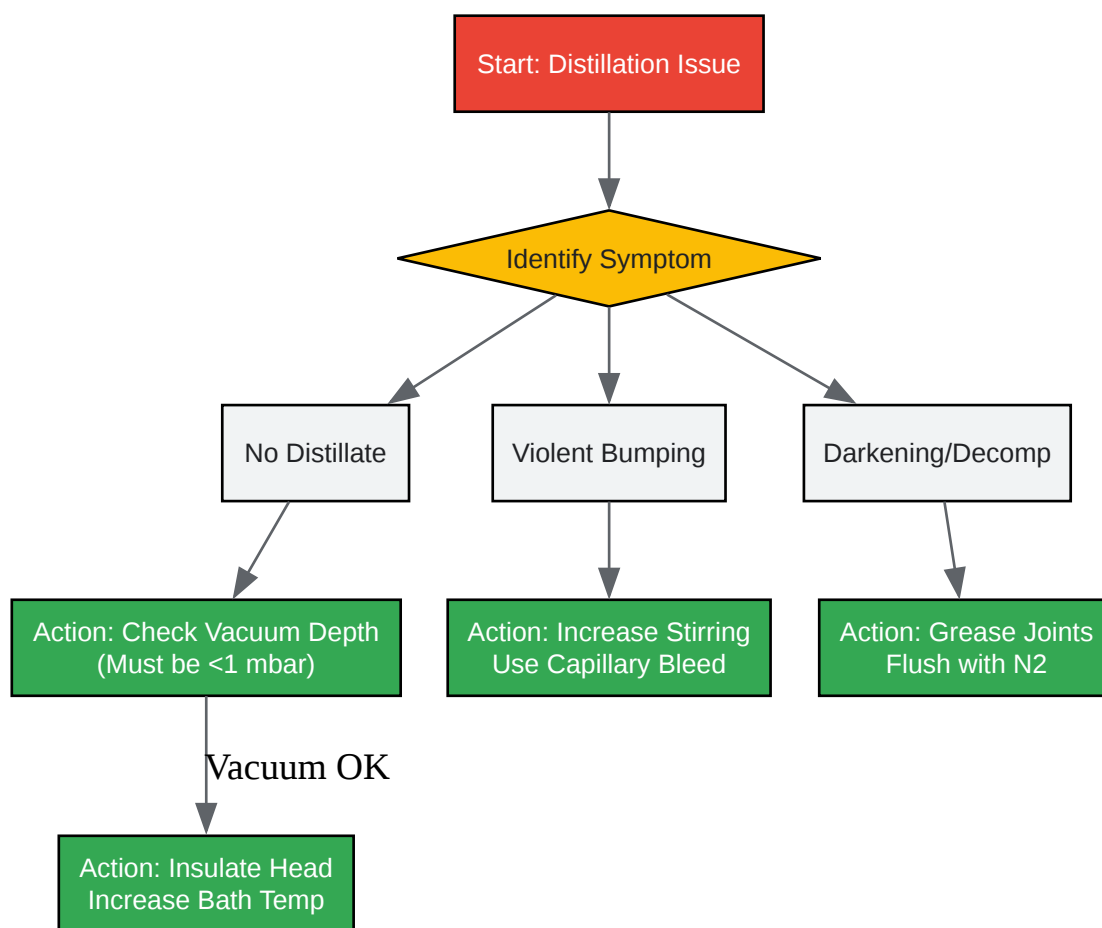 Start: Distillation Issue
Identify Symptom
No Distillate
Violent Bumping
Darkening/Decomp
Action: Check Vacuum Depth
(Must be <1 mbar)
Action: Increase Stirring
Use Capillary Bleed
Action: Grease Joints
Flush with N2
Vacuum OK
Action: Insulate Head
Increase Bath Temp